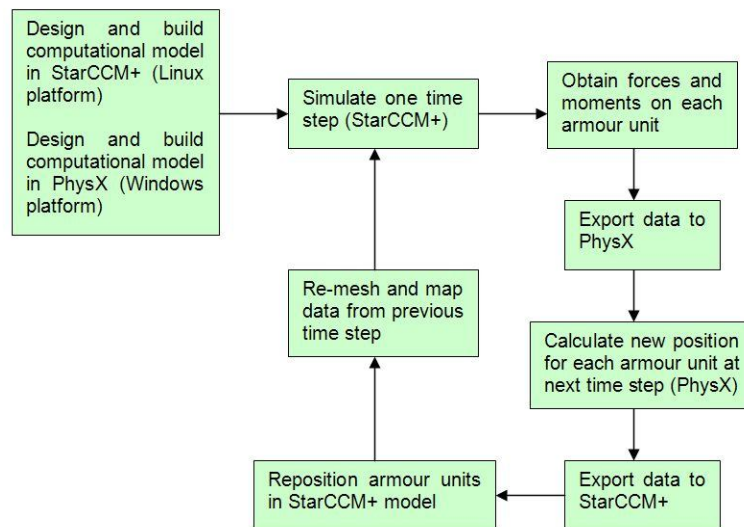 Design and build
computational model
in StarCCM+ (Linux
platform)
Design and build
computational model
in PhysX (Windows
platform)
Simulate one time
step (StarCCM+)
Obtain forces and
moments on each
armour unit
Export data to
PhysX
Calculate new position
for each armour unit at
next time step (PhysX)
Export data to
StarCCM+
Reposition armour units
in StarCCM+ model
Re-mesh and map
data from previous
time step